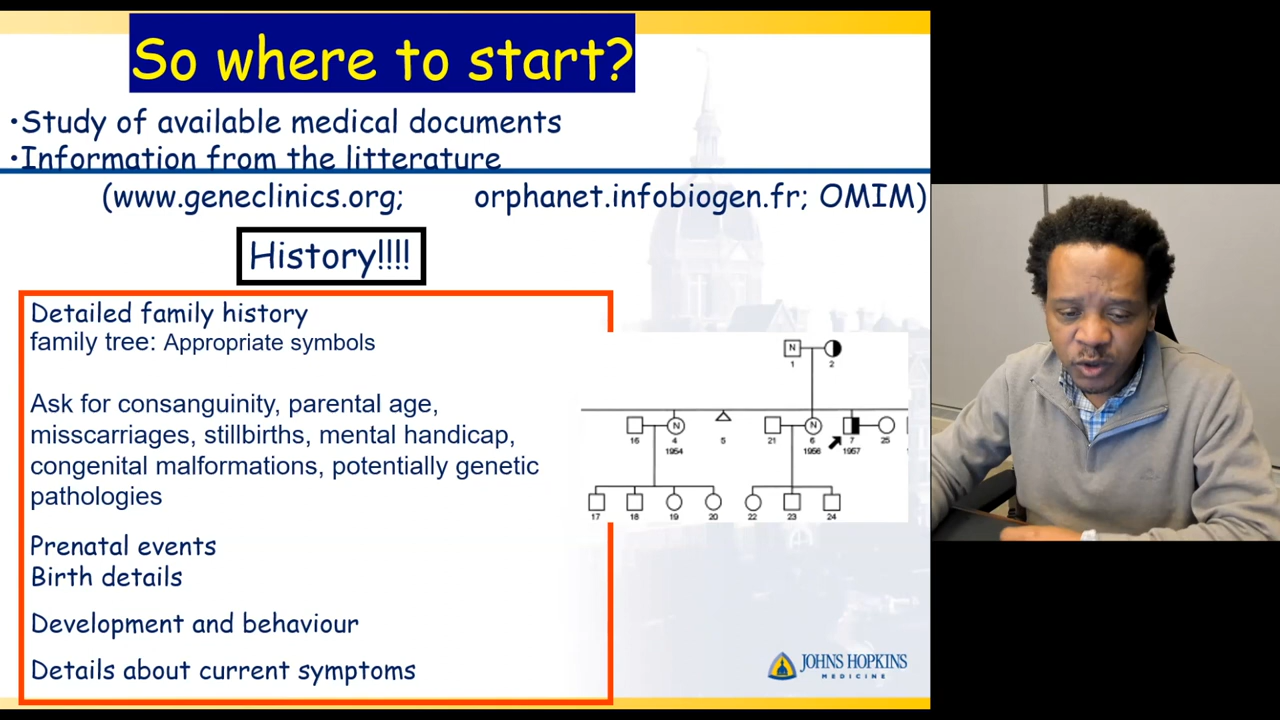 So where to start?
•Study of available medical documents
•Information from the litterature
(www.geneclinics.org; orphanet.infobiogen.fr; OMIM)
History!!!!
Detailed family history
family tree: Appropriate symbols
Ask for consanguinity, parental age,
misscarriages, stillbirths, mental handicap,
congenital malformations, potentially genetic
pathologies
Prenatal events
Birth details
Development and behaviour
Details about current symptoms
N
1 2
N N
16 4 5 21 6 7 25
1954 1956 1957
17 18 19 20 22 23 24
JOHNS HOPKINS
MEDICINE